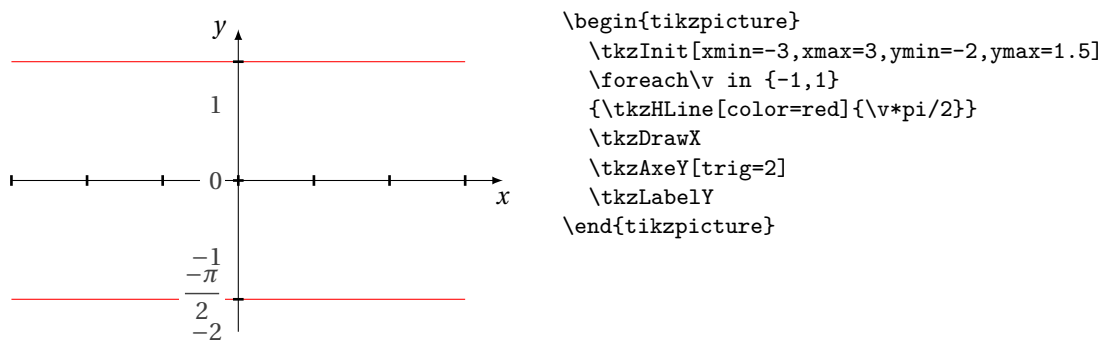 y
1
0
x
−1
−π
2
−2
\begin{tikzpicture}
\tkzInit[xmin=-3,xmax=3,ymin=-2,ymax=1.5]
\foreach\v in {-1,1}
{\tkzHLine[color=red]{\v*pi/2}}
\tkzDrawX
\tkzAxeY[trig=2]
\tkzLabelY
\end{tikzpicture}